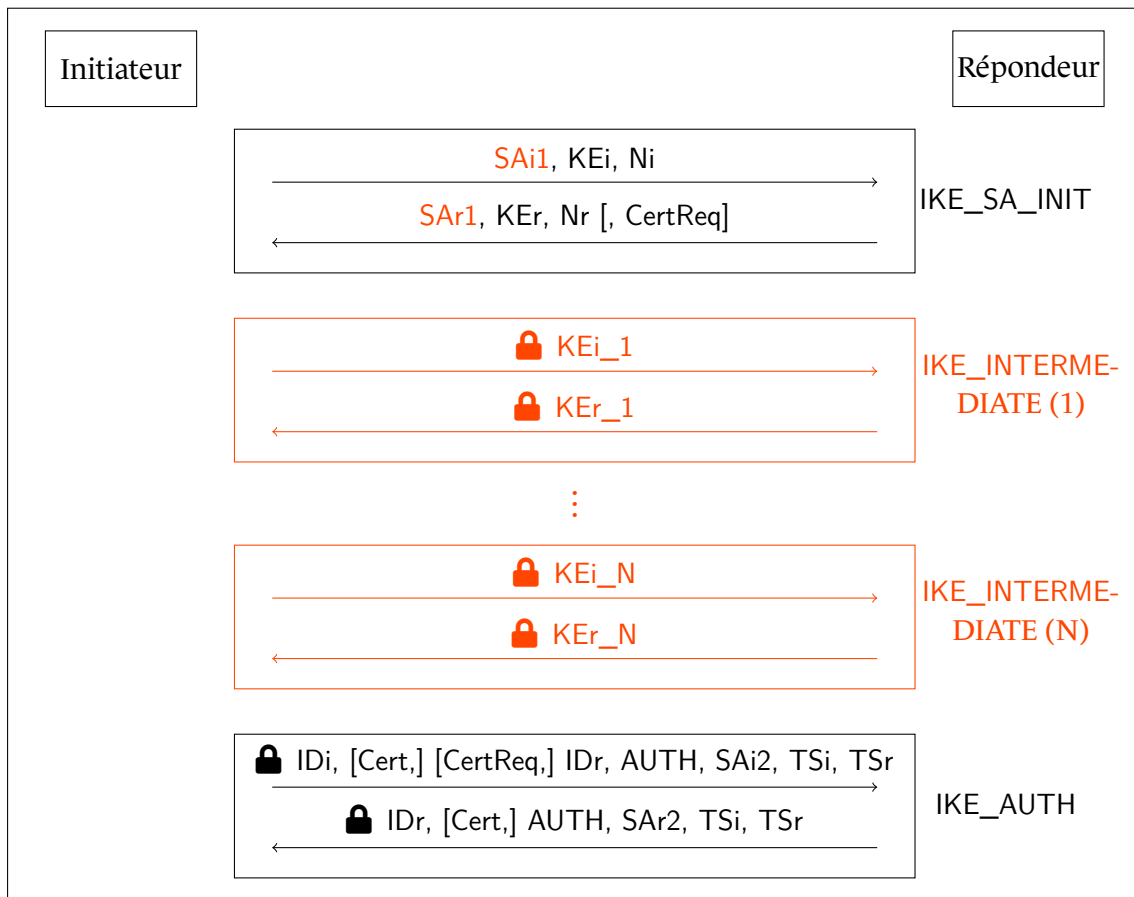 Initiateur
Répondeur
SAi1, KEi, Ni
SAr1, KEr, Nr [, CertReq]
IKE_SA_INIT
KEi_1
KEr_1
IKE_INTERME-
DIATE (1)
⋮
KEi_N
KEr_N
IKE_INTERME-
DIATE (N)
IDi, [Cert,] [CertReq,] IDr, AUTH, SAi2, TSi, TSr
IDr, [Cert,] AUTH, SAr2, TSi, TSr
IKE_AUTH